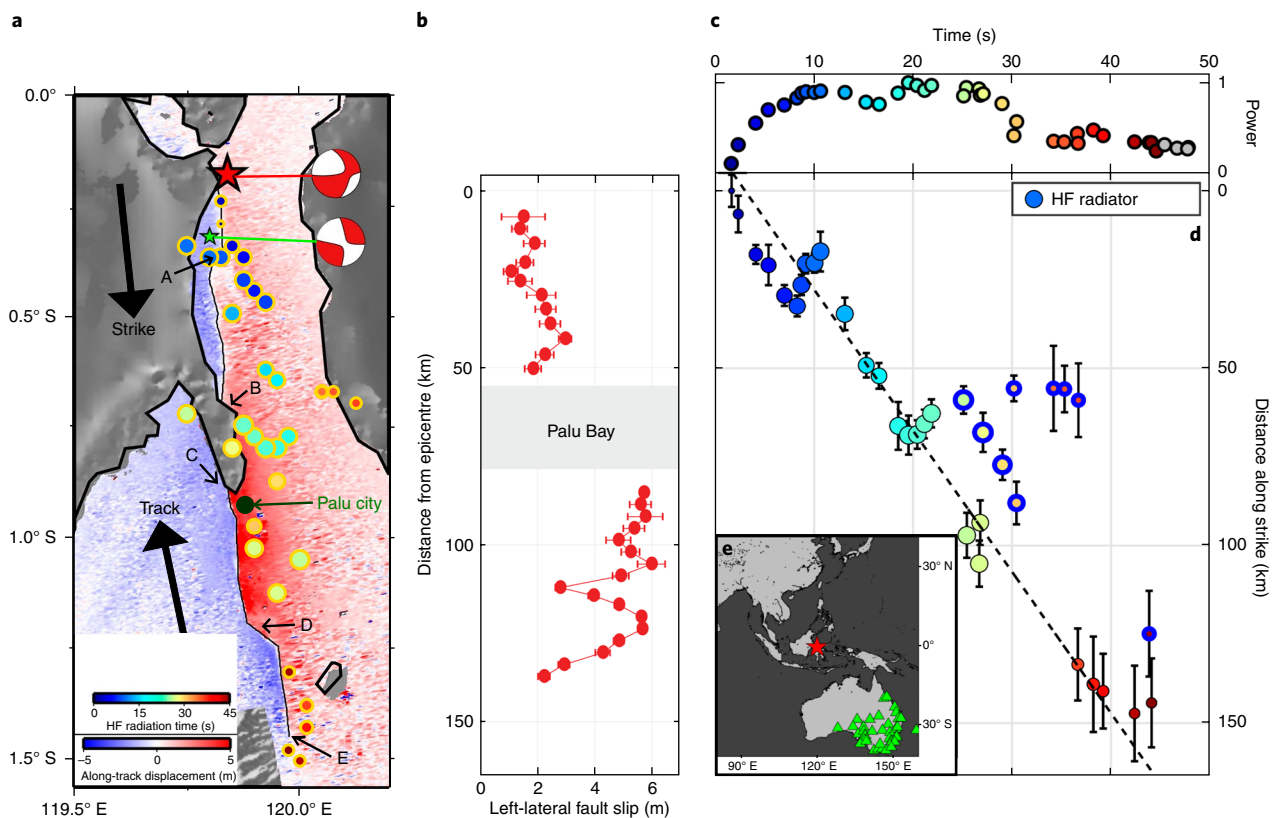 a
0.0°
0.5° S
1.0° S
1.5° S
119.5° E
120.0° E
A
Strike
B
C
Track
Palu city
D
E
0 15 30 45
HF radiation time (s)
−5 0 5
Along-track displacement (m)
b
Distance from epicentre (km)
0
50
Palu Bay
100
150
0 2 4 6
Left-lateral fault slip (m)
c
Time (s)
0 10 20 30 40 50
1
Power
0
HF radiator
d
0
50
100
150
Distance along strike (km)
e
30° N
0°
30° S
90° E 120° E 150° E